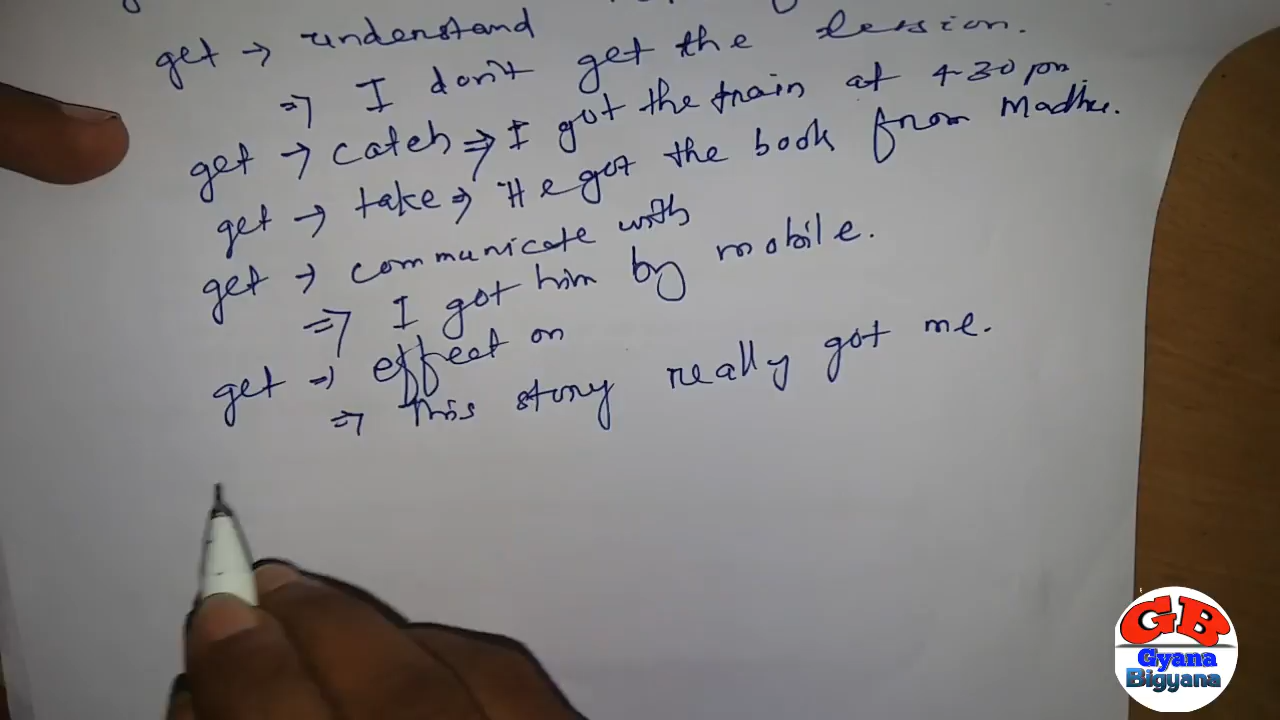 get → understand
⇒ I don't get the lession.
get → catch ⇒ I got the train at 4-30 pm
get → take ⇒ He got the book from Madhu.
get → communicate with
⇒ I got him by mobile.
get ⇒ effect on
⇒ This story really got me.
GB
Gyana
Bigyana